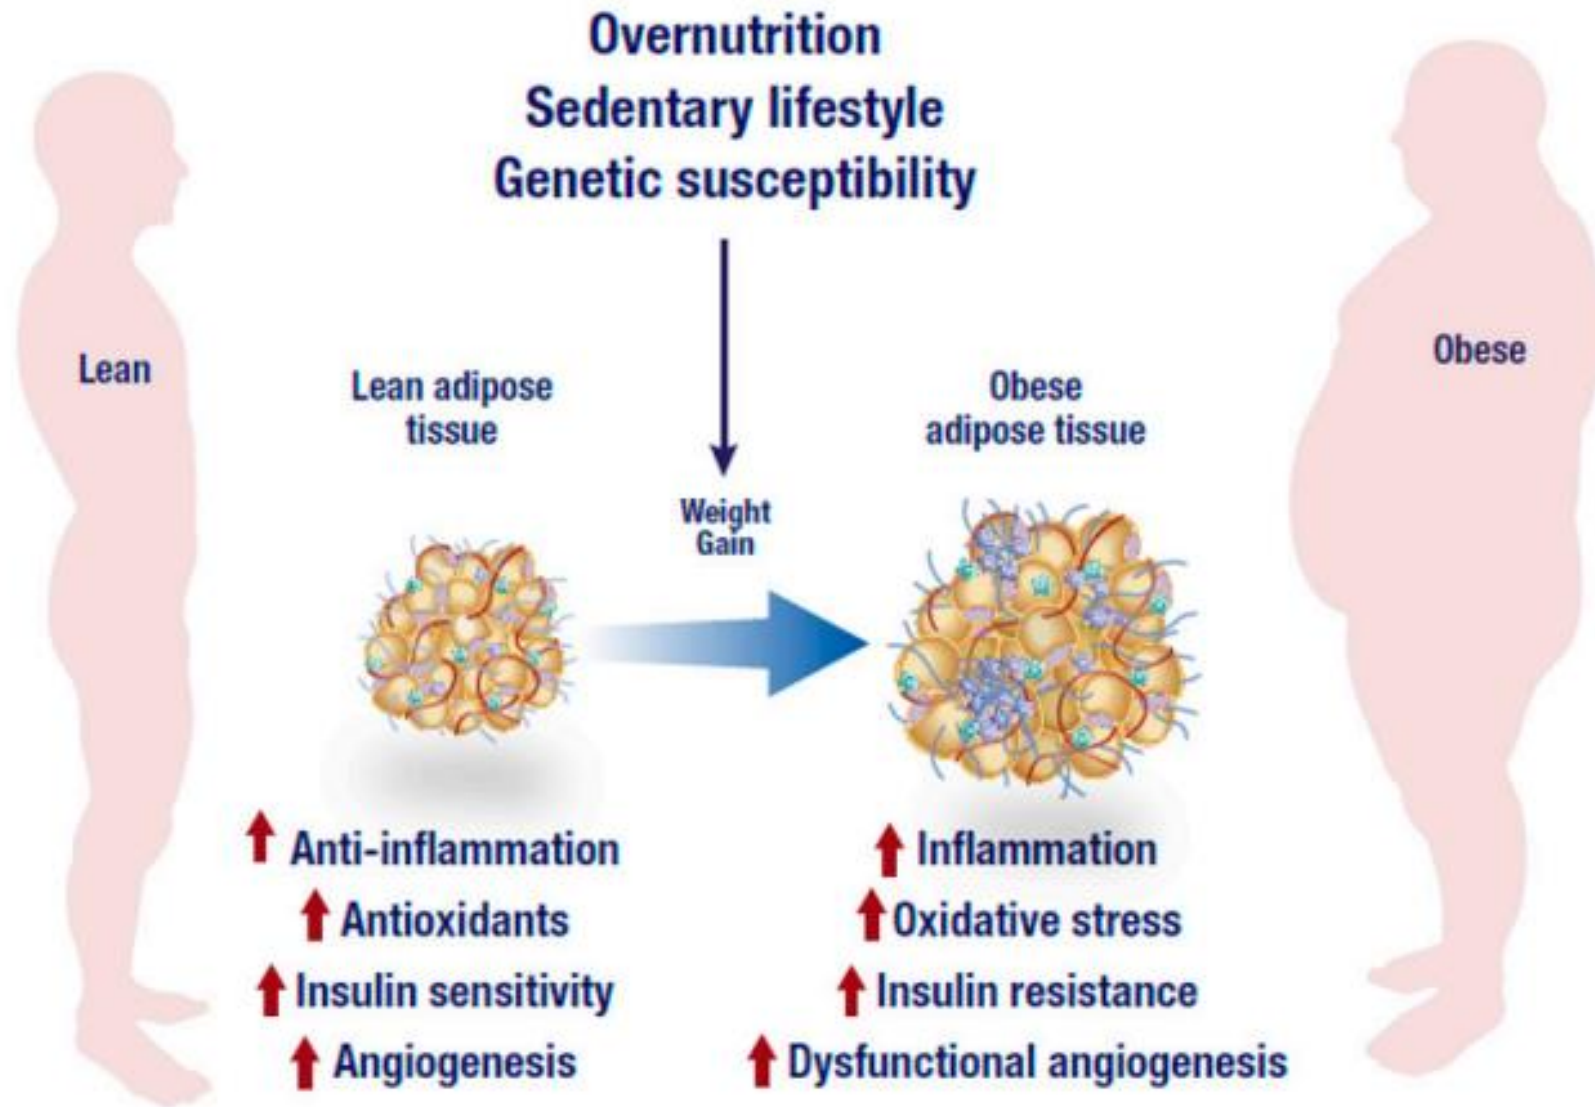 Overnutrition
Sedentary lifestyle
Genetic susceptibility
Lean
Obese
Lean adipose
tissue
Obese
adipose tissue
Weight
Gain
Anti-inflammation
Antioxidants
Insulin sensitivity
Angiogenesis
Inflammation
Oxidative stress
Insulin resistance
Dysfunctional angiogenesis